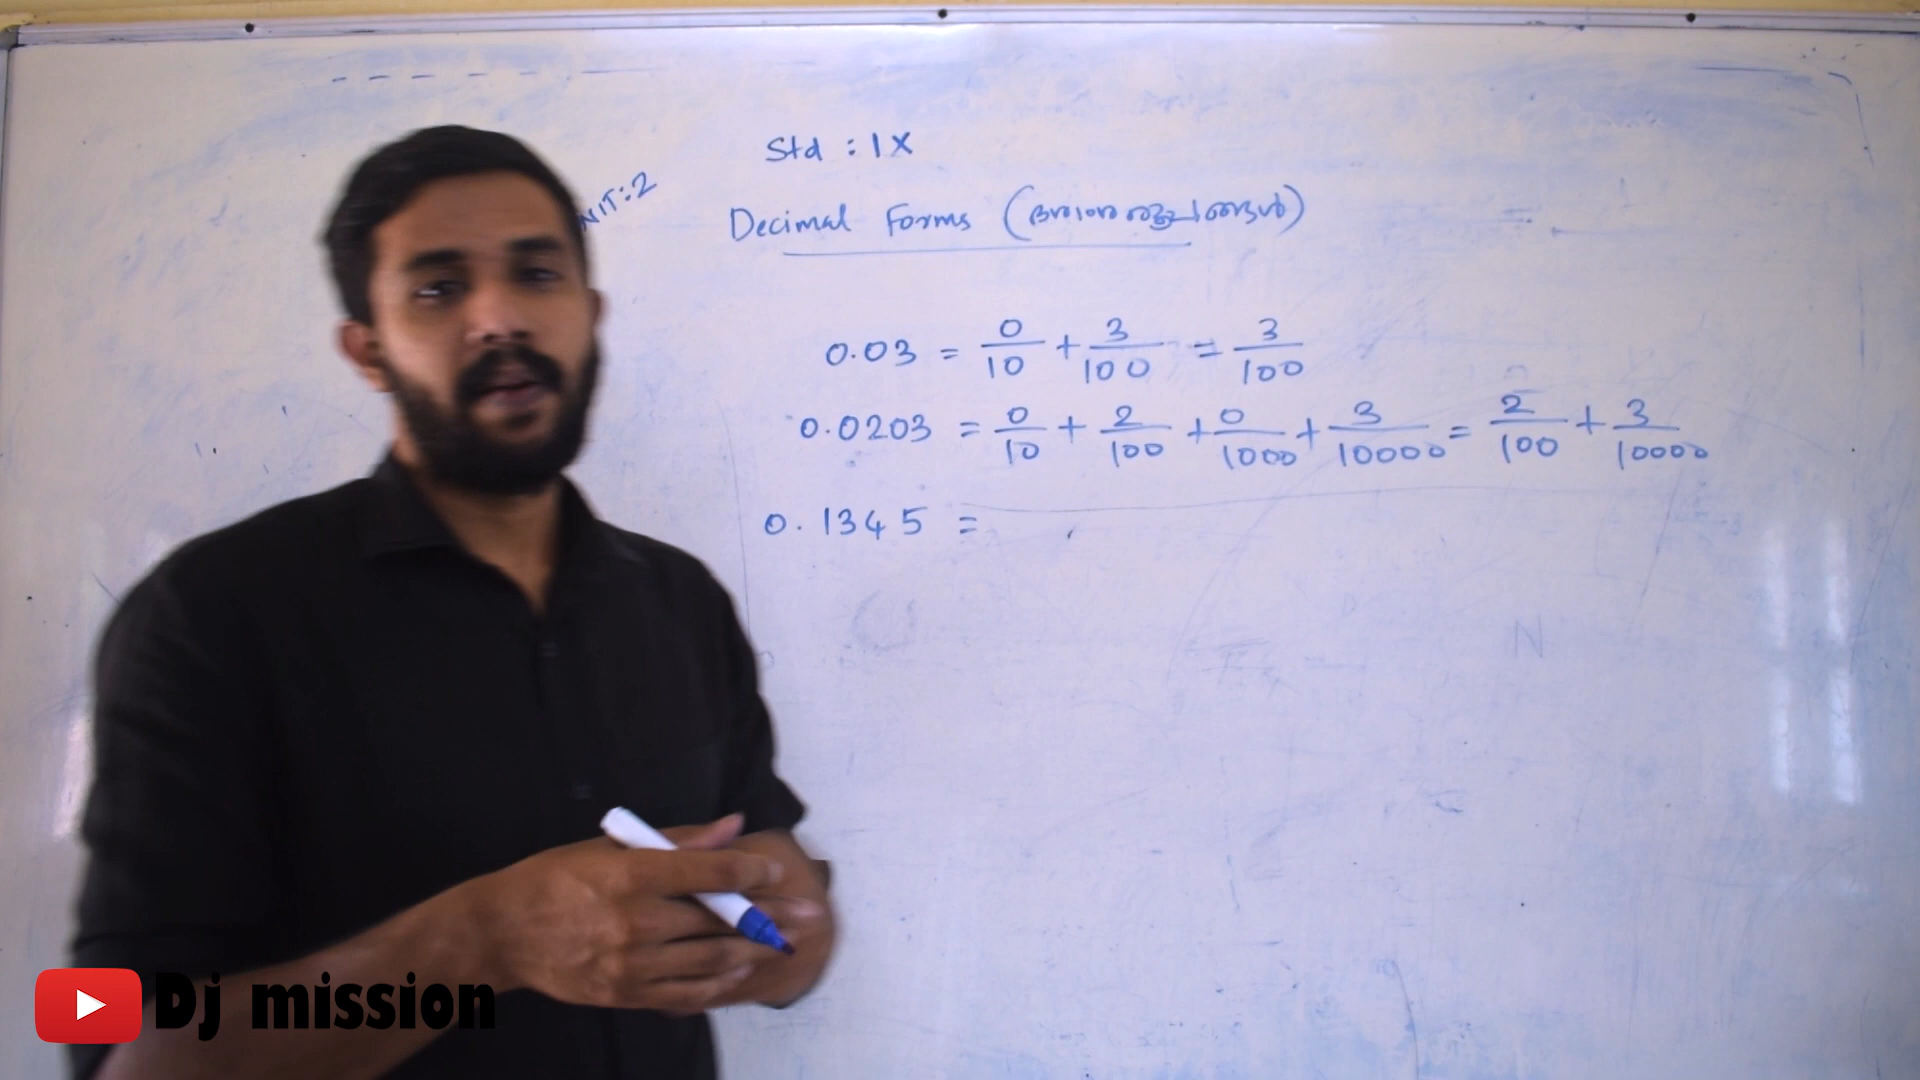 Std : IX
NIT:2
Decimal Forms (ദശാംശരൂപങ്ങൾ)
0.03 = 0/10 + 3/100 = 3/100
0.0203 = 0/10 + 2/100 + 0/1000 + 3/10000 = 2/100 + 3/10000
0.1345 =
N
Dj mission